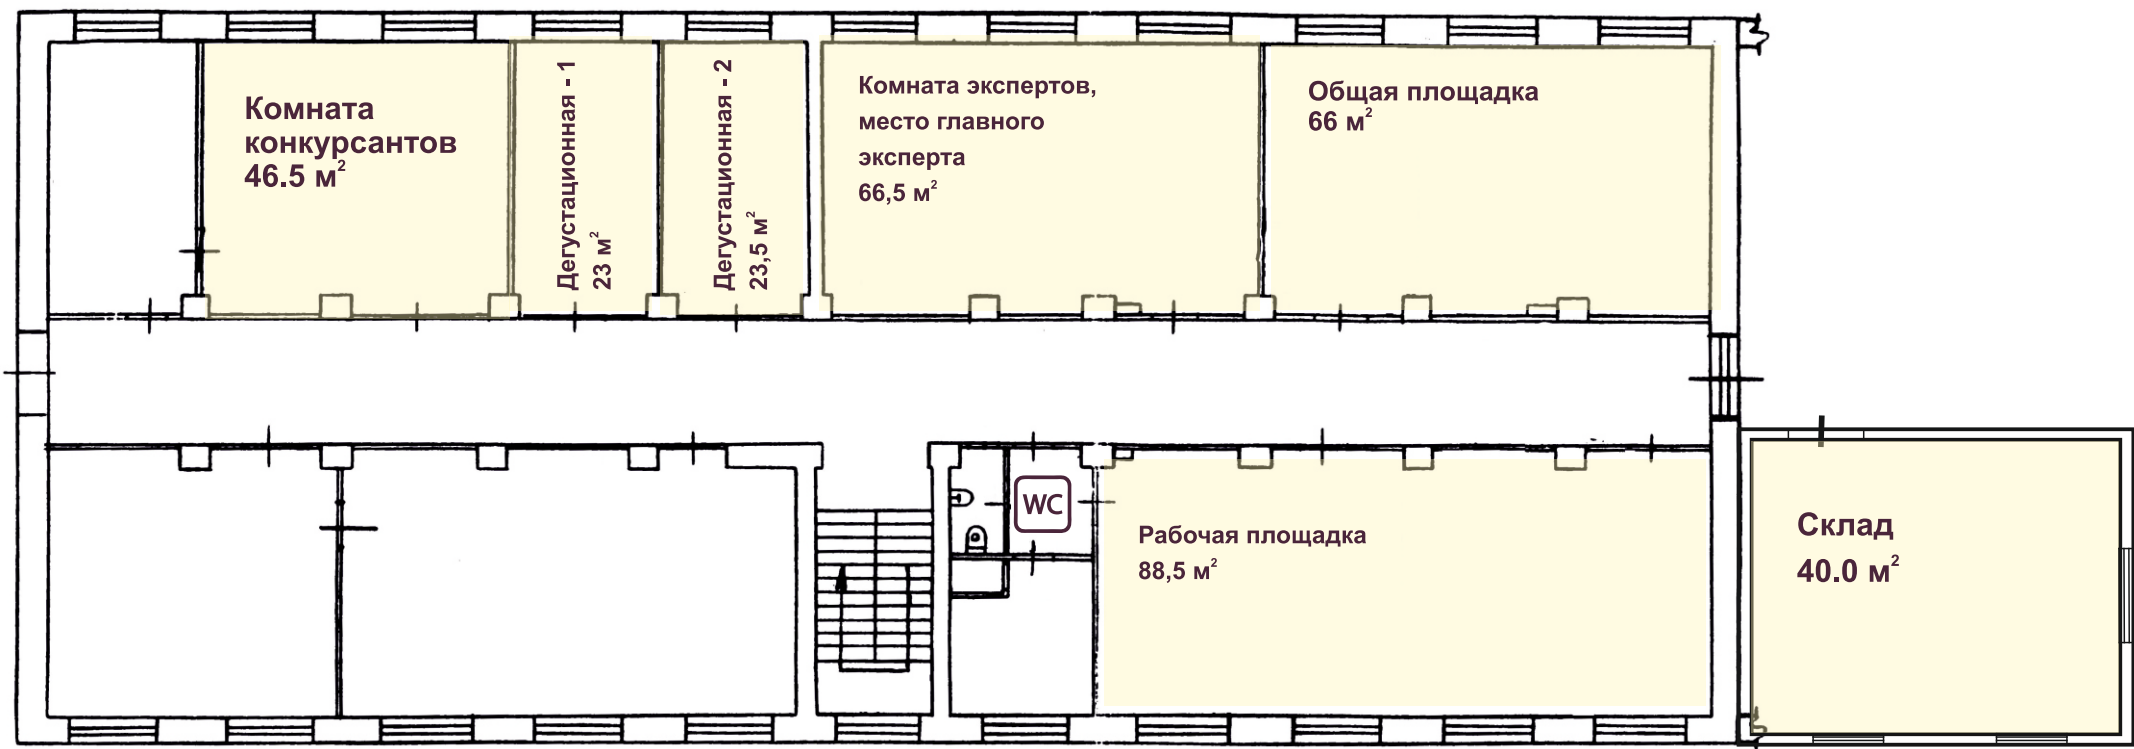 Комната
конкурсантов
46.5 м²
Дегустационная - 1
23 м²
Дегустационная - 2
23,5 м²
Комната экспертов,
место главного
эксперта
66,5 м²
Общая площадка
66 м²
WC
Рабочая площадка
88,5 м²
Склад
40.0 м²